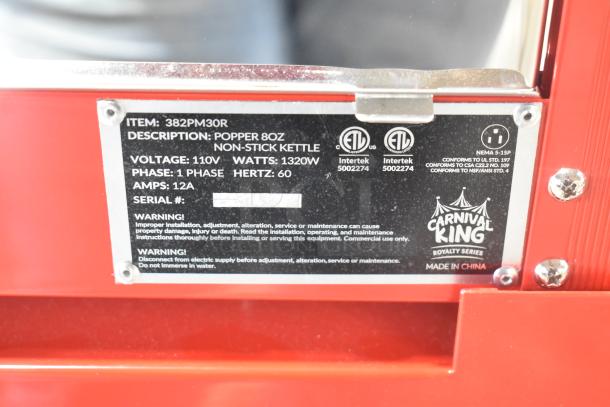 ITEM: 382PM30R
DESCRIPTION: POPPER 8OZ
NON-STICK KETTLE
VOLTAGE: 110V WATTS: 1320W
PHASE: 1 PHASE HERTZ: 60
AMPS: 12A
SERIAL #:
WARNING!
Improper installation, adjustment, alteration, service or maintenance can cause
property damage, injury or death. Read the installation, operating, and maintenance
instructions thoroughly before installing or servicing this equipment. Commercial use only.
WARNING!
Disconnect from electric supply before adjustment, alteration, service or maintenance.
Do not immerse in water.
C ETL US
Intertek
5002274
ETL
Intertek
5002274
NEMA 5-15P
CONFORMS TO UL STD. 197
CONFORMS TO CSA C22.2 NO. 109
CONFORMS TO NSF/ANSI STD. 4
CARNIVAL
KING
ROYALTY SERIES
MADE IN CHINA